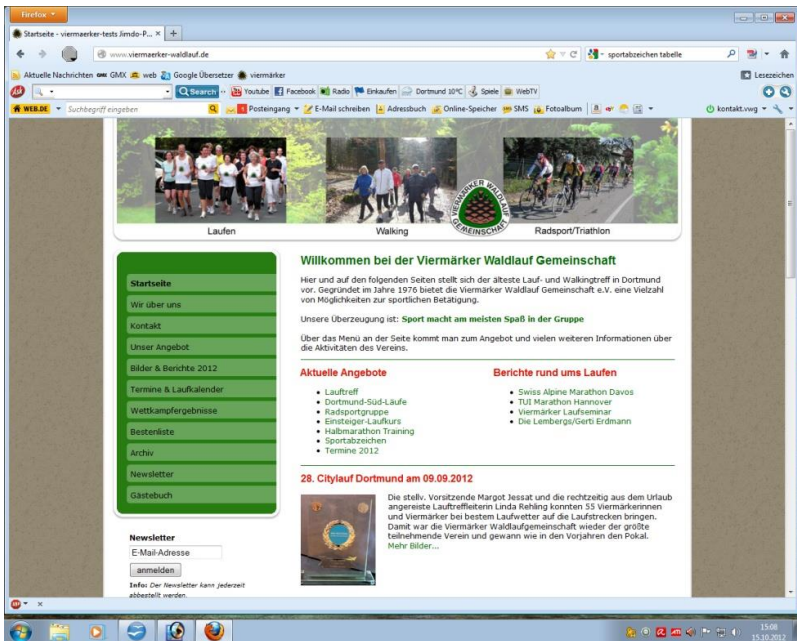 Firefox
Startseite - viermaerker-tests Jimdo-P...
www.viermaerker-waldlauf.de
sportabzeichen tabelle
Aktuelle Nachrichten GMX web Google Übersetzer viermärker
Lesezeichen
Search Youtube Facebook Radio Einkaufen Dortmund 10°C Spiele WebTV
WEB.DE Suchbegriff eingeben Posteingang E-Mail schreiben Adressbuch Online-Speicher SMS Fotoalbum kontakt.vwg
VIERMÄRKER WALDLAUF GEMEINSCHAFT
Laufen Walking Radsport/Triathlon
Startseite
Wir über uns
Kontakt
Unser Angebot
Bilder & Berichte 2012
Termine & Laufkalender
Wettkampfergebnisse
Bestenliste
Archiv
Newsletter
Gästebuch
Newsletter
E-Mail-Adresse
anmelden
Info: Der Newsletter kann jederzeit
abbestellt werden.
Willkommen bei der Viermärker Waldlauf Gemeinschaft
Hier und auf den folgenden Seiten stellt sich der älteste Lauf- und Walkingtreff in Dortmund
vor. Gegründet im Jahre 1976 bietet die Viermärker Waldlauf Gemeinschaft e.V. eine Vielzahl
von Möglichkeiten zur sportlichen Betätigung.
Unsere Überzeugung ist: Sport macht am meisten Spaß in der Gruppe
Über das Menü an der Seite kommt man zum Angebot und vielen weiteren Informationen über
die Aktivitäten des Vereins.
Aktuelle Angebote
Lauftreff
Dortmund-Süd-Läufe
Radsportgruppe
Einsteiger-Laufkurs
Halbmarathon Training
Sportabzeichen
Termine 2012
Berichte rund ums Laufen
Swiss Alpine Marathon Davos
TUI Marathon Hannover
Viermärker Laufseminar
Die Lembergs/Gerti Erdmann
28. Citylauf Dortmund am 09.09.2012
Die stellv. Vorsitzende Margot Jessat und die rechtzeitig aus dem Urlaub
angereiste Lauftreffleiterin Linda Rehling konnten 55 Viermärkerinnen
und Viermärker bei bestem Laufwetter auf die Laufstrecken bringen.
Damit war die Viermärker Waldlaufgemeinschaft wieder der größte
teilnehmende Verein und gewann wie in den Vorjahren den Pokal.
Mehr Bilder...
15:08
15.10.2012